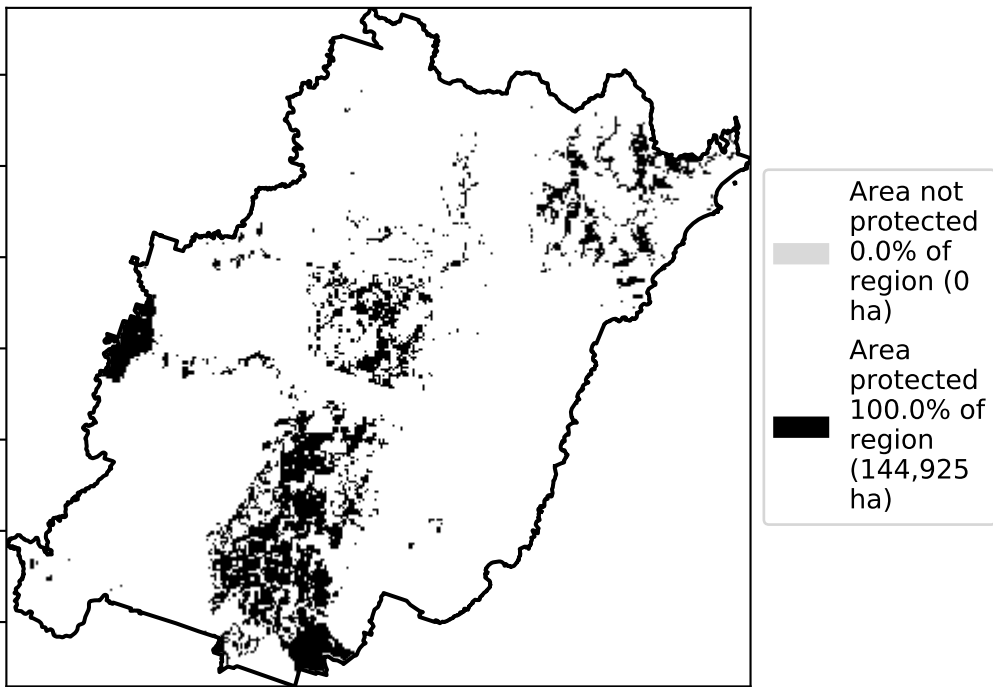 Area not
protected
0.0% of
region (0
ha)
Area
protected
100.0% of
region
(144,925
ha)